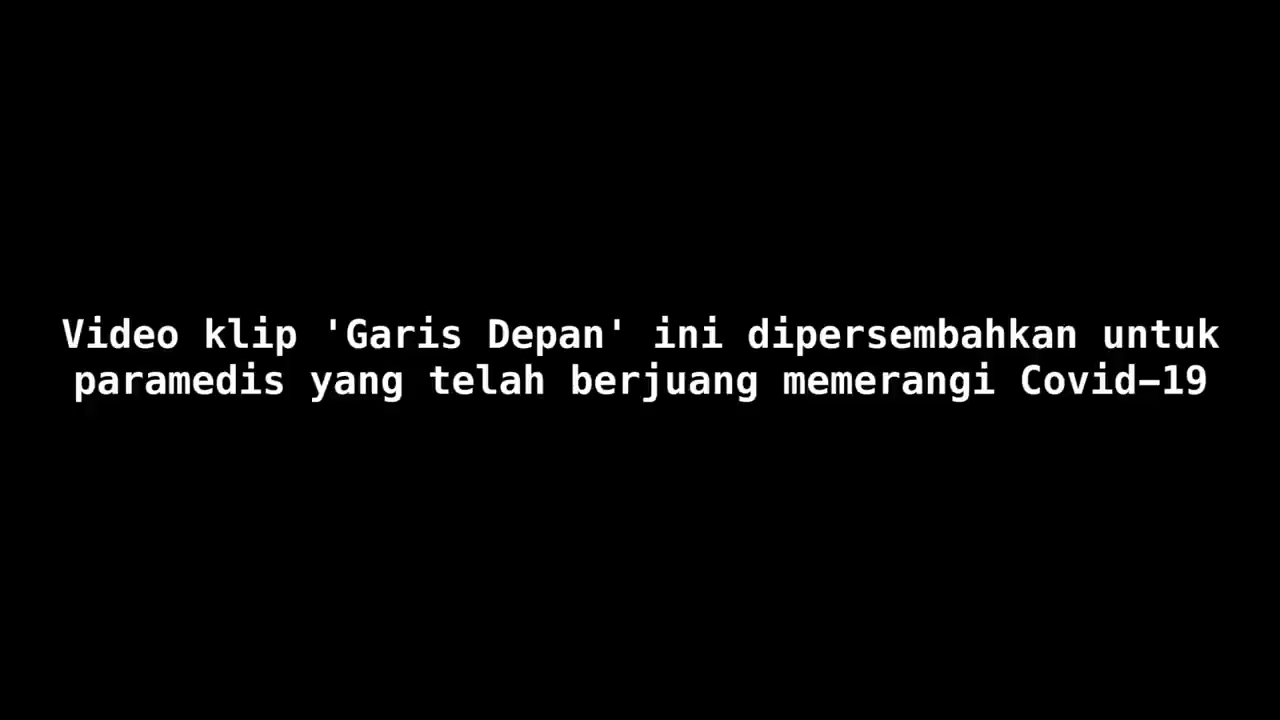 Video klip 'Garis Depan' ini dipersembahkan untuk
paramedis yang telah berjuang memerangi Covid-19